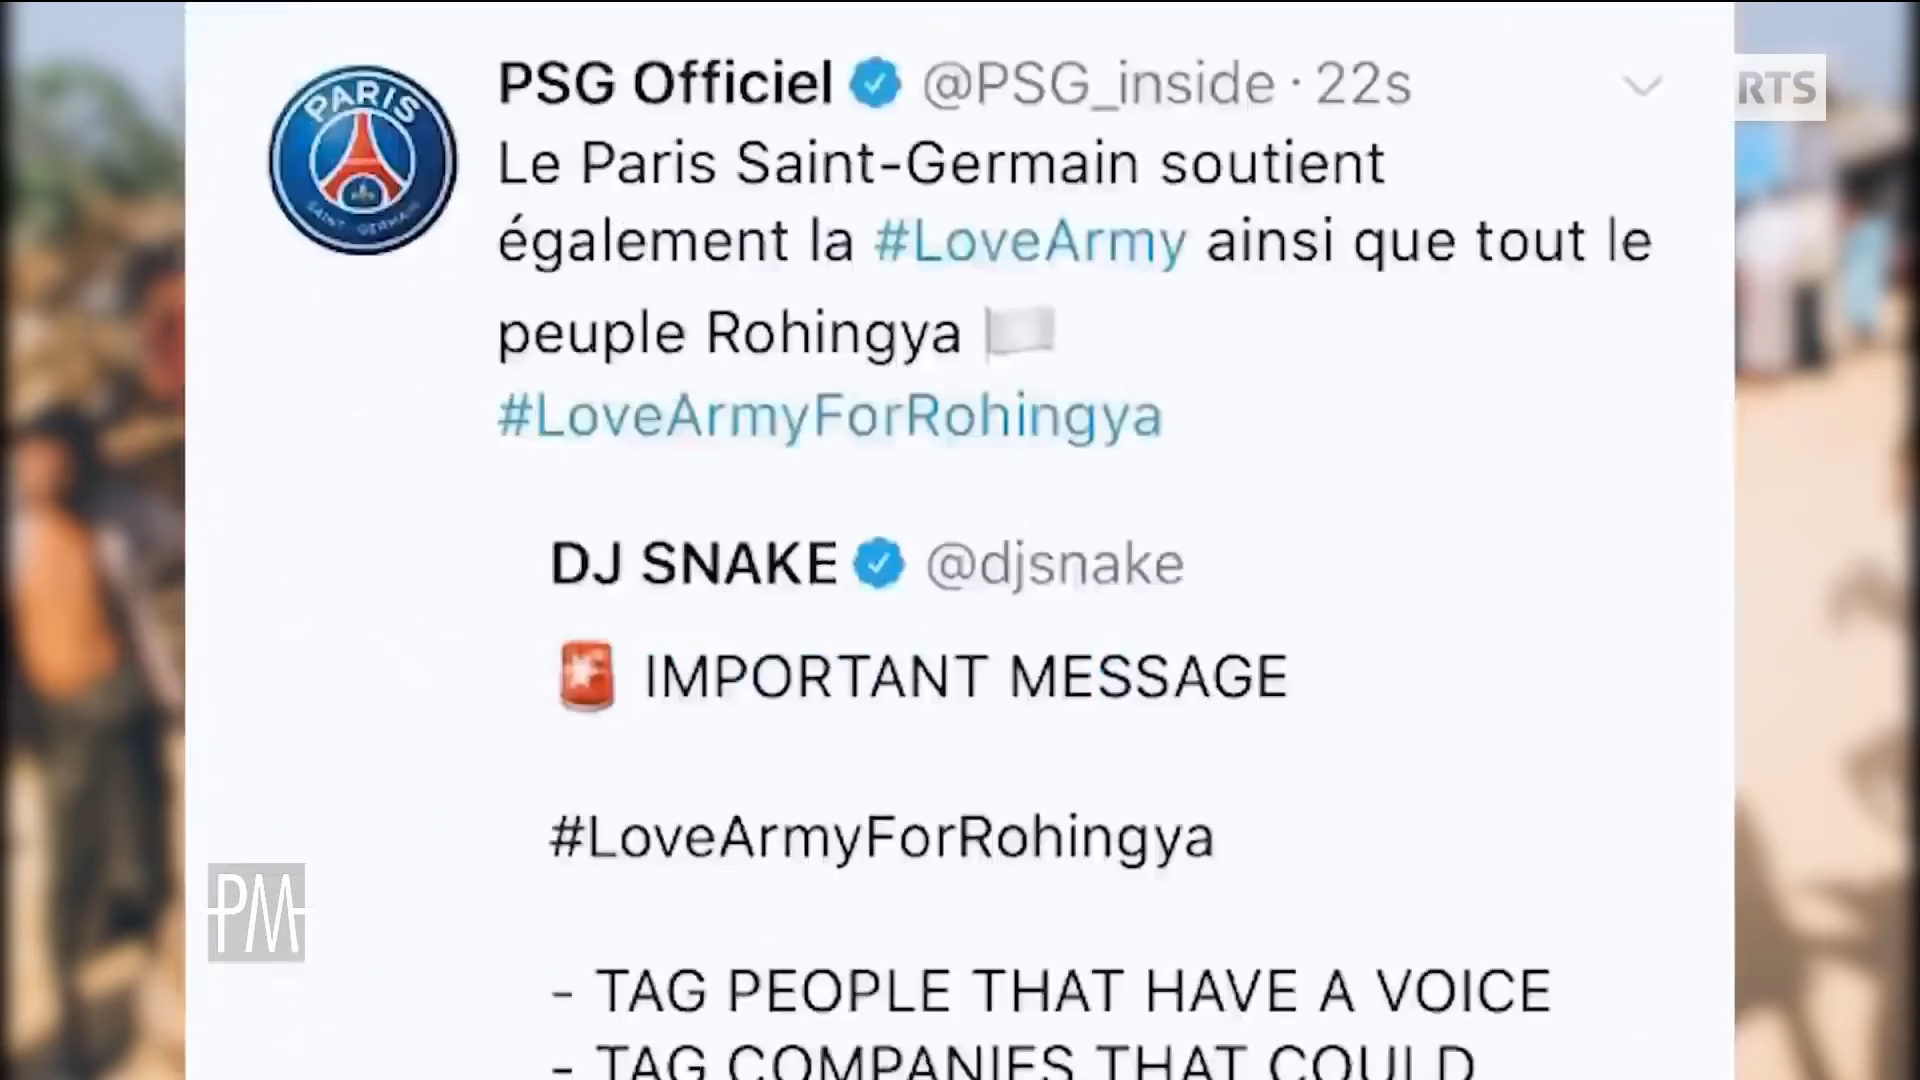 PSG Officiel @PSG_inside · 22s
RTS
PARIS
SAINT-GERMAIN
Le Paris Saint-Germain soutient
également la #LoveArmy ainsi que tout le
peuple Rohingya 🏳
#LoveArmyForRohingya
DJ SNAKE @djsnake
🚨 IMPORTANT MESSAGE
#LoveArmyForRohingya
PM
- TAG PEOPLE THAT HAVE A VOICE
- TAG COMPANIES THAT COULD